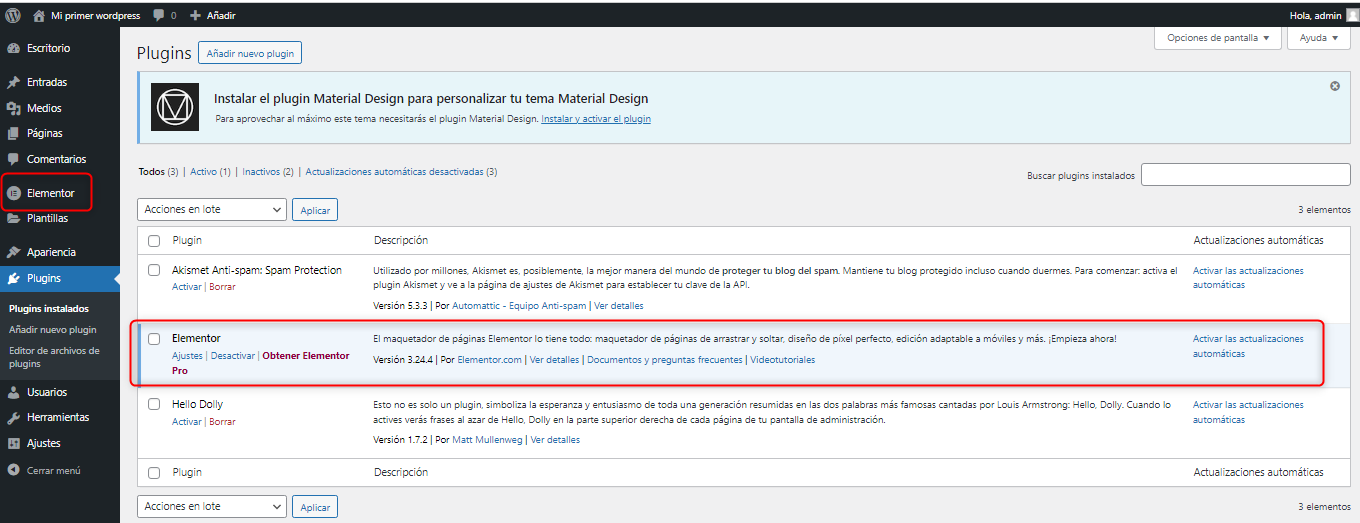 Mi primer wordpress 0 Añadir Hola, admin
Escritorio
Entradas
Medios
Páginas
Comentarios
Elementor
Plantillas
Apariencia
Plugins
Plugins instalados
Añadir nuevo plugin
Editor de archivos de
plugins
Usuarios
Herramientas
Ajustes
Cerrar menú
Opciones de pantalla Ayuda
Plugins Añadir nuevo plugin
Instalar el plugin Material Design para personalizar tu tema Material Design
Para aprovechar al máximo este tema necesitarás el plugin Material Design. Instalar y activar el plugin
Todos (3) | Activo (1) | Inactivos (2) | Actualizaciones automáticas desactivadas (3)
Buscar plugins instalados
Acciones en lote Aplicar 3 elementos
Plugin Descripción Actualizaciones automáticas
Akismet Anti-spam: Spam Protection
Activar | Borrar
Utilizado por millones, Akismet es, posiblemente, la mejor manera del mundo de proteger tu blog del spam. Mantiene tu blog protegido incluso cuando duermes. Para comenzar: activa el
plugin Akismet y ve a la página de ajustes de Akismet para establecer tu clave de la API.
Versión 5.3.3 | Por Automattic - Equipo Anti-spam | Ver detalles
Activar las actualizaciones
automáticas
Elementor
Ajustes | Desactivar | Obtener Elementor
Pro
El maquetador de páginas Elementor lo tiene todo: maquetador de páginas de arrastrar y soltar, diseño de píxel perfecto, edición adaptable a móviles y más. ¡Empieza ahora!
Versión 3.24.4 | Por Elementor.com | Ver detalles | Documentos y preguntas frecuentes | Videotutoriales
Activar las actualizaciones
automáticas
Hello Dolly
Activar | Borrar
Esto no es solo un plugin, simboliza la esperanza y entusiasmo de toda una generación resumidas en las dos palabras más famosas cantadas por Louis Armstrong: Hello, Dolly. Cuando lo
actives verás frases al azar de Hello, Dolly en la parte superior derecha de cada página de tu pantalla de administración.
Versión 1.7.2 | Por Matt Mullenweg | Ver detalles
Activar las actualizaciones
automáticas
Plugin Descripción Actualizaciones automáticas
Acciones en lote Aplicar 3 elementos